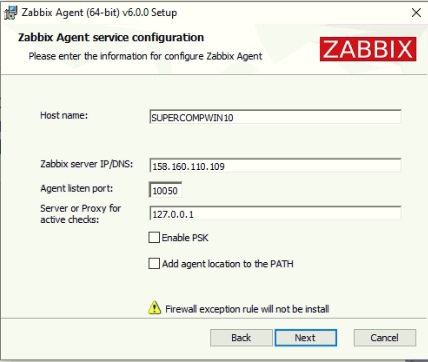 Zabbix Agent (64-bit) v6.0.0 Setup
Zabbix Agent service configuration
Please enter the information for configure Zabbix Agent
ZABBIX
Host name: SUPERCOMPWIN10
Zabbix server IP/DNS: 158.160.110.109
Agent listen port: 10050
Server or Proxy for
active checks: 127.0.0.1
Enable PSK
Add agent location to the PATH
Firewall exception rule will not be install
Back Next Cancel